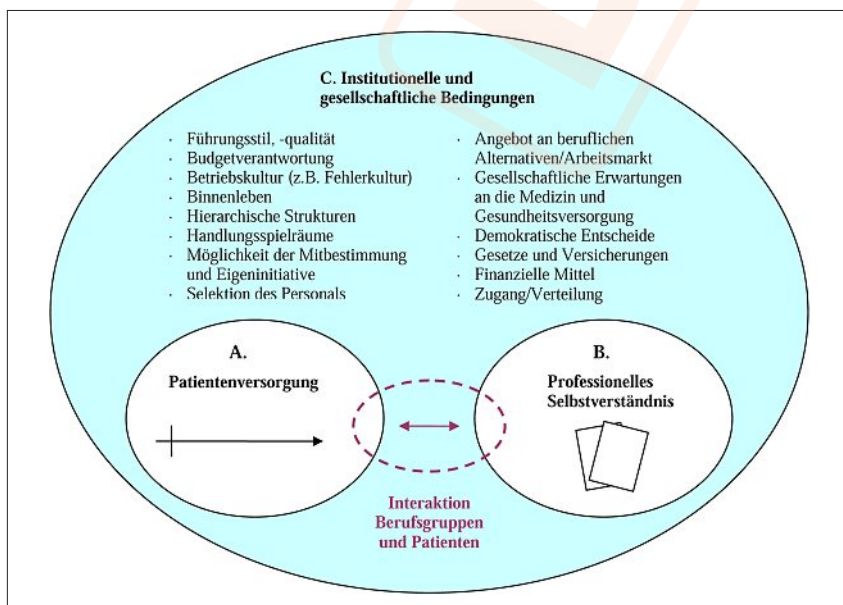 C. Institutionelle und
gesellschaftliche Bedingungen
· Führungsstil, -qualität
· Budgetverantwortung
· Betriebskultur (z.B. Fehlerkultur)
· Binnenleben
· Hierarchische Strukturen
· Handlungsspielräume
· Möglichkeit der Mitbestimmung
und Eigeninitiative
· Selektion des Personals
· Angebot an beruflichen
Alternativen/Arbeitsmarkt
· Gesellschaftliche Erwartungen
an die Medizin und
Gesundheitsversorgung
· Demokratische Entscheide
· Gesetze und Versicherungen
· Finanzielle Mittel
· Zugang/Verteilung
A.
Patientenversorgung
B.
Professionelles
Selbstverständnis
Interaktion
Berufsgruppen
und Patienten